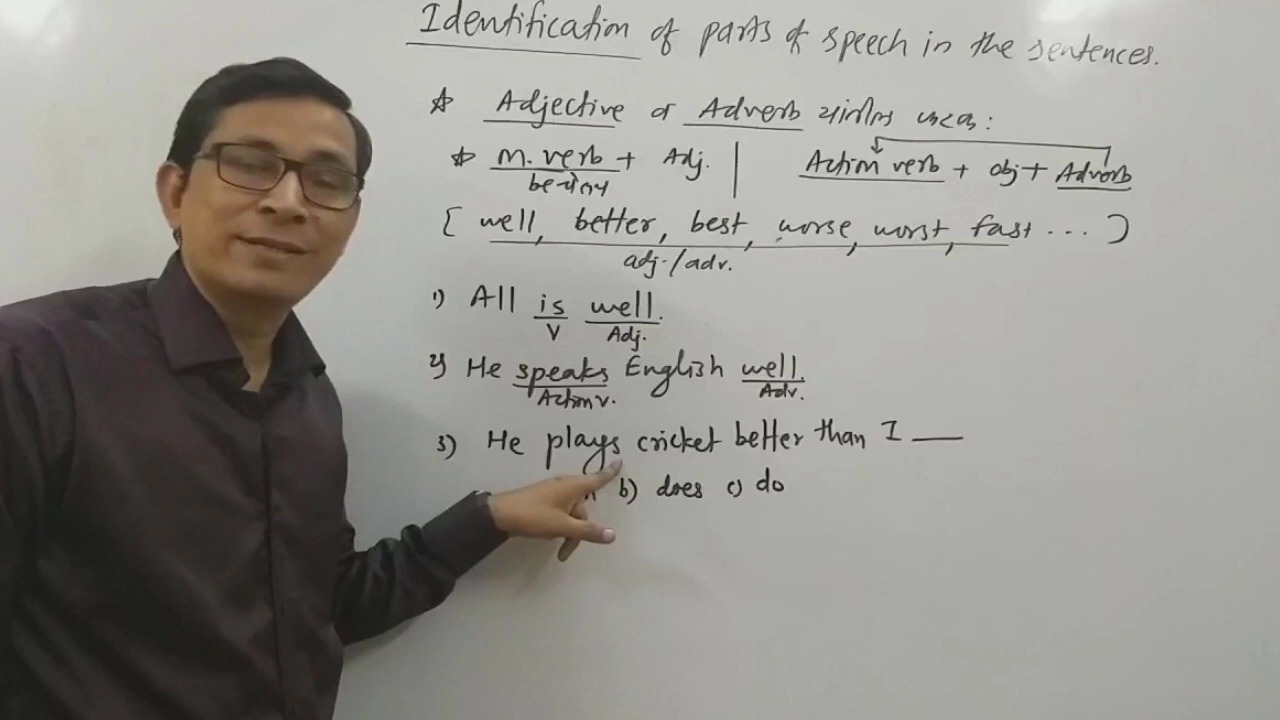 Identification of parts of speech in the sentences.
☆ Adjective or Adverb
☆ M. verb + Adj. | Action verb + obj + Adverb
[ well, better, best, worse, worst, fast ... )
adj./adv.
1) All is well.
V Adj.
2) He speaks English well.
Action v. Adv.
3) He plays cricket better than I __
b) does c) do